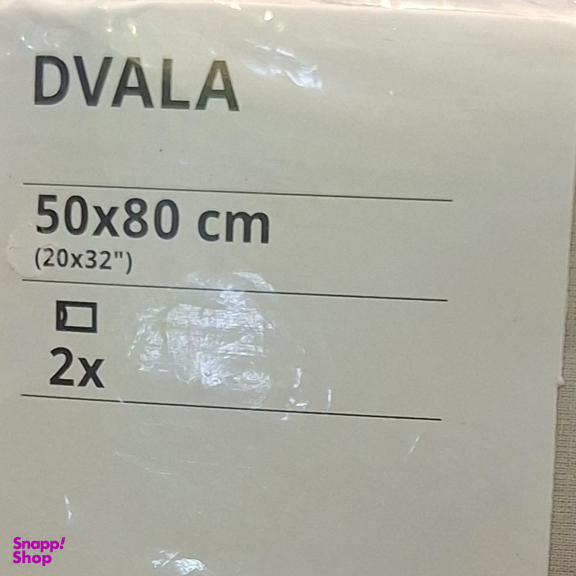 DVALA
50x80 cm
(20x32")
2x
Snapp!
Shop